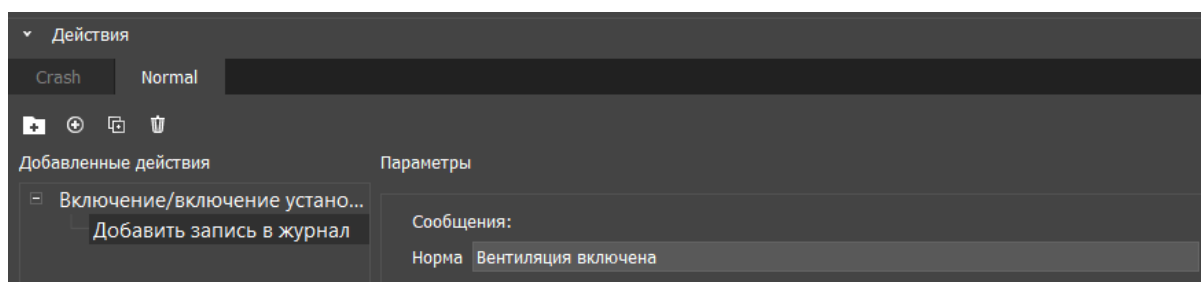 Действия
Crash Normal
Добавленные действия Параметры
Включение/включение устано...
Добавить запись в журнал
Сообщения:
Норма Вентиляция включена